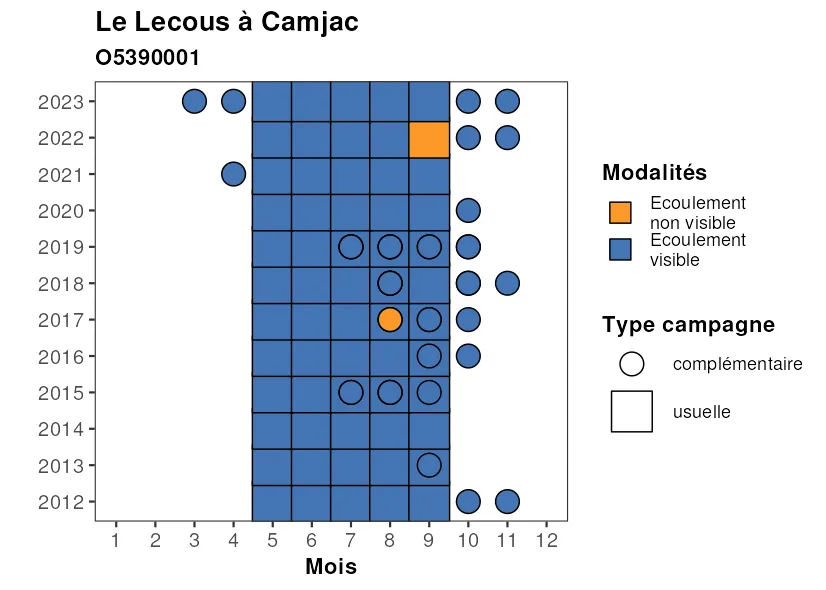 Le Lecous à Camjac
O5390001
2023
2022
2021
2020
2019
2018
2017
2016
2015
2014
2013
2012
1 2 3 4 5 6 7 8 9 10 11 12
Mois
Modalités
Ecoulement
non visible
Ecoulement
visible
Type campagne
complémentaire
usuelle